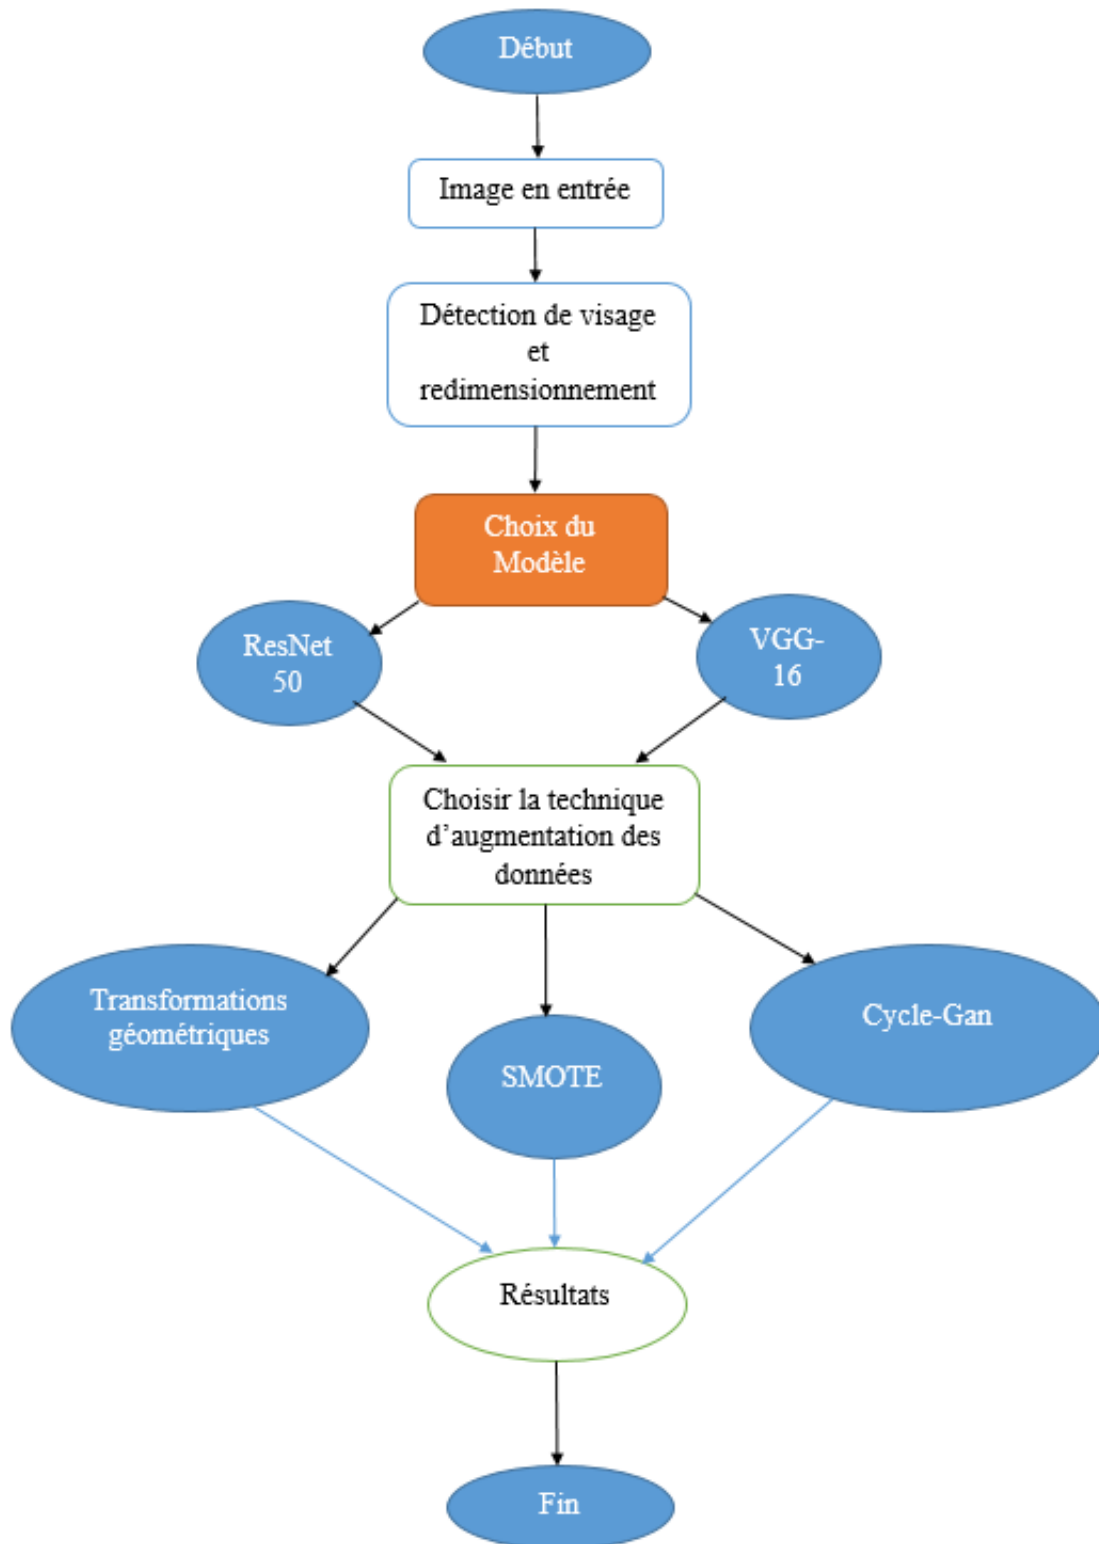 Début
Image en entrée
Détection de visage
et
redimensionnement
Choix du
Modèle
ResNet
50
VGG-
16
Choisir la technique
d’augmentation des
données
Transformations
géométriques
SMOTE
Cycle-Gan
Résultats
Fin